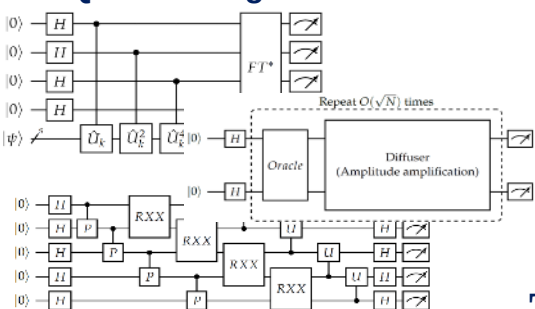 |0⟩ H
|0⟩ H
|0⟩ H FT†
|0⟩ H
|ψ⟩ Û_k Û_k^2 Û_k^4
Repeat O(√N) times
|0⟩ H Oracle Diffuser
(Amplitude amplification)
|0⟩ H
|0⟩ H RXX
|0⟩ H P RXX U H
|0⟩ H P RXX U H
|0⟩ H P RXX U H
|0⟩ H P RXX H